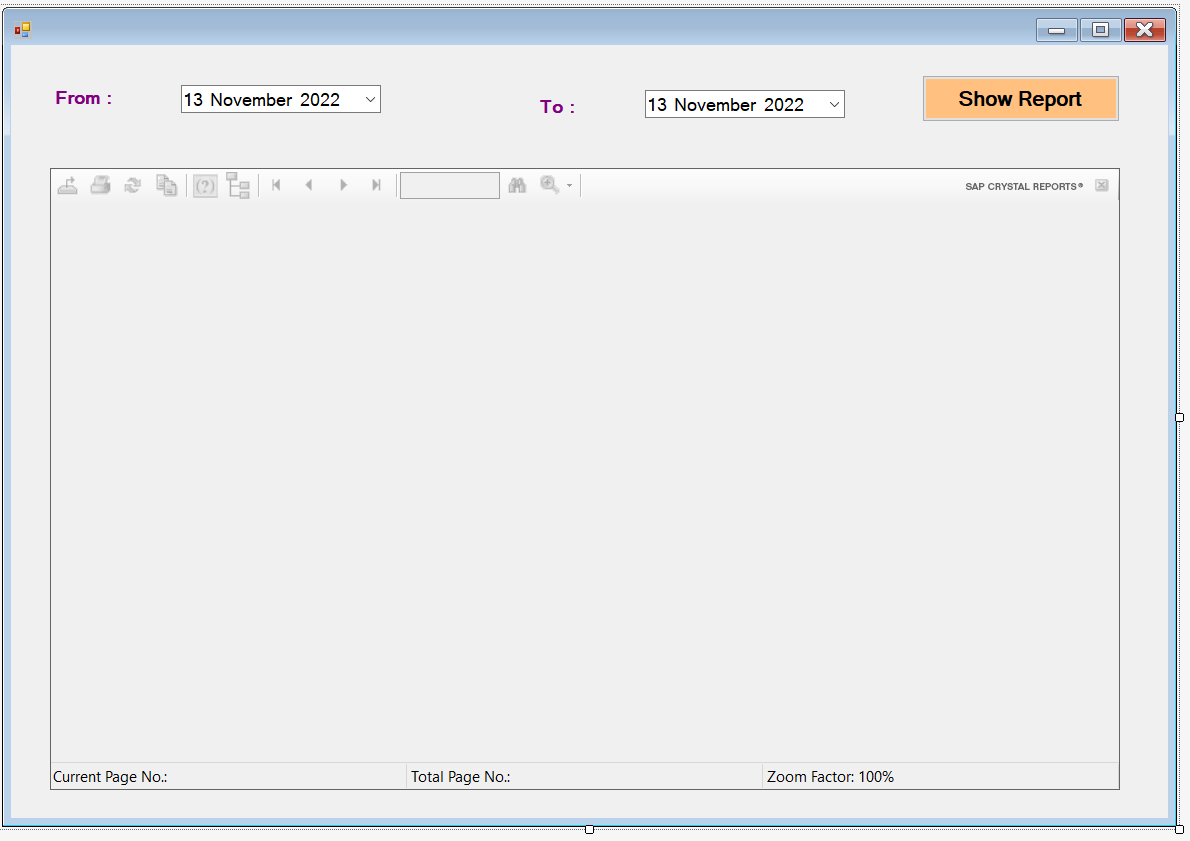 From :
13 November 2022
To :
13 November 2022
Show Report
(?)
SAP CRYSTAL REPORTS®
Current Page No.:
Total Page No.:
Zoom Factor: 100%